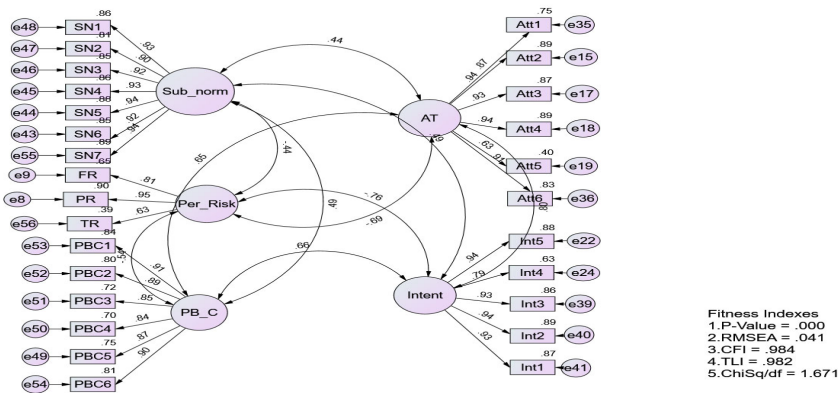 .86
e48 SN1
.93
.81
e47 SN2
.90
.85
e46 SN3
.92
.86
e45 SN4
.93
e44 SN5
.94
.85
e43 SN6
.92
.89
e55 SN7
.94
Sub_norm
.65
e9 FR
.81
.90
e8 PR
.95
.39
e56 TR
.63
Per_Risk
.84
e53 PBC1
.91
.80
e52 PBC2
.89
.72
e51 PBC3
.85
.70
e50 PBC4
.84
.75
e49 PBC5
.87
.81
e54 PBC6
.90
PB_C
.44
-.44
.65
.49
-.76
-.69
.66
.80
AT
.75
Att1 e35
.87
.89
Att2 e15
.94
.87
Att3 e17
.93
.89
Att4 e18
.94
.40
Att5 e19
.63
.83
Att6 e36
.91
Intent
.88
Int5 e22
.94
.63
Int4 e24
.79
.86
Int3 e39
.93
.89
Int2 e40
.94
.87
Int1 e41
.93
Fitness Indexes
1.P-Value = .000
2.RMSEA = .041
3.CFI = .984
4.TLI = .982
5.ChiSq/df = 1.671